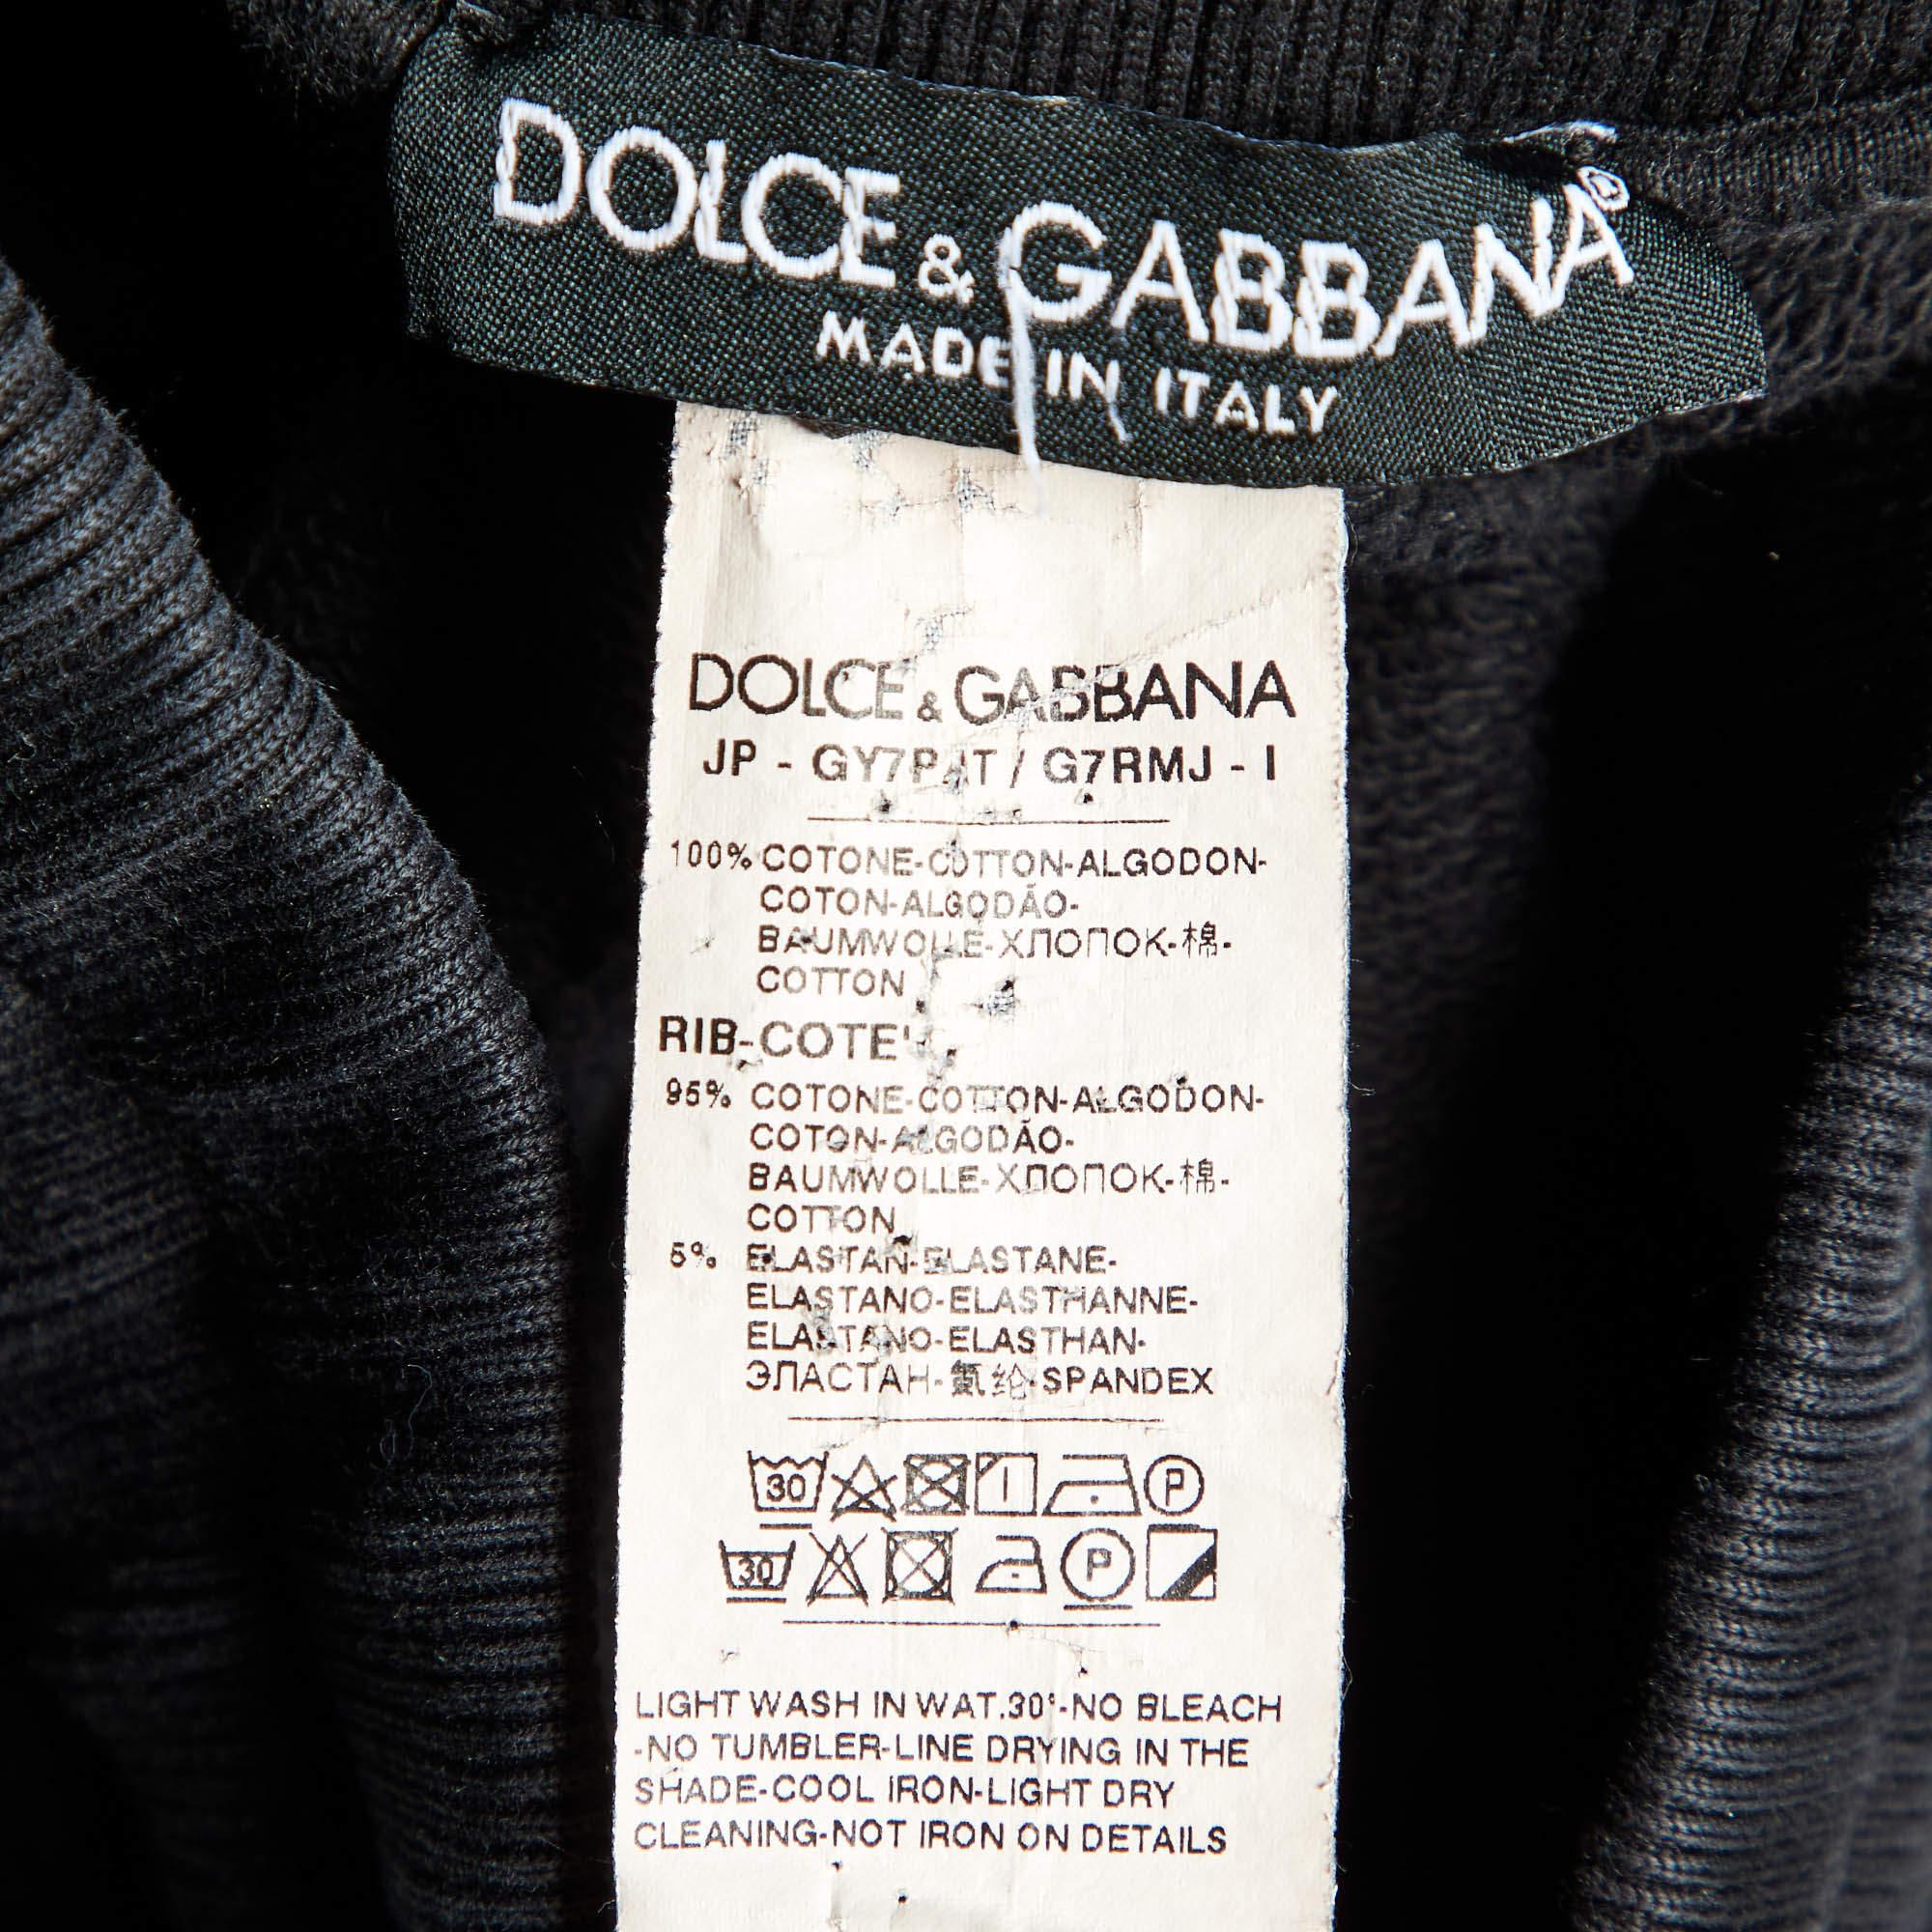 DOLCE & GABBANA
MADE IN ITALY
DOLCE & GABBANA
JP - / G7RMJ - I
100% COTONE-COTTON-ALGODON-
COTON-ALGODÃO-
BAUMWOLLE-ХЛОПОК-棉-
COTTON
RIB-COTE'
95% COTONE-COTTON-ALGODON-
COTON-ALGODÃO-
BAUMWOLLE-ХЛОПОК-棉-
COTTON
5% ELASTAN-ELASTANE-
ELASTANO-ELASTHANNE-
ELASTANO-ELASTHAN-
ЭЛАСТАН-氨纶-SPANDEX
30 P
30 P
LIGHT WASH IN WAT.30°-NO BLEACH
-NO TUMBLER-LINE DRYING IN THE
SHADE-COOL IRON-LIGHT DRY
CLEANING-NOT IRON ON DETAILS